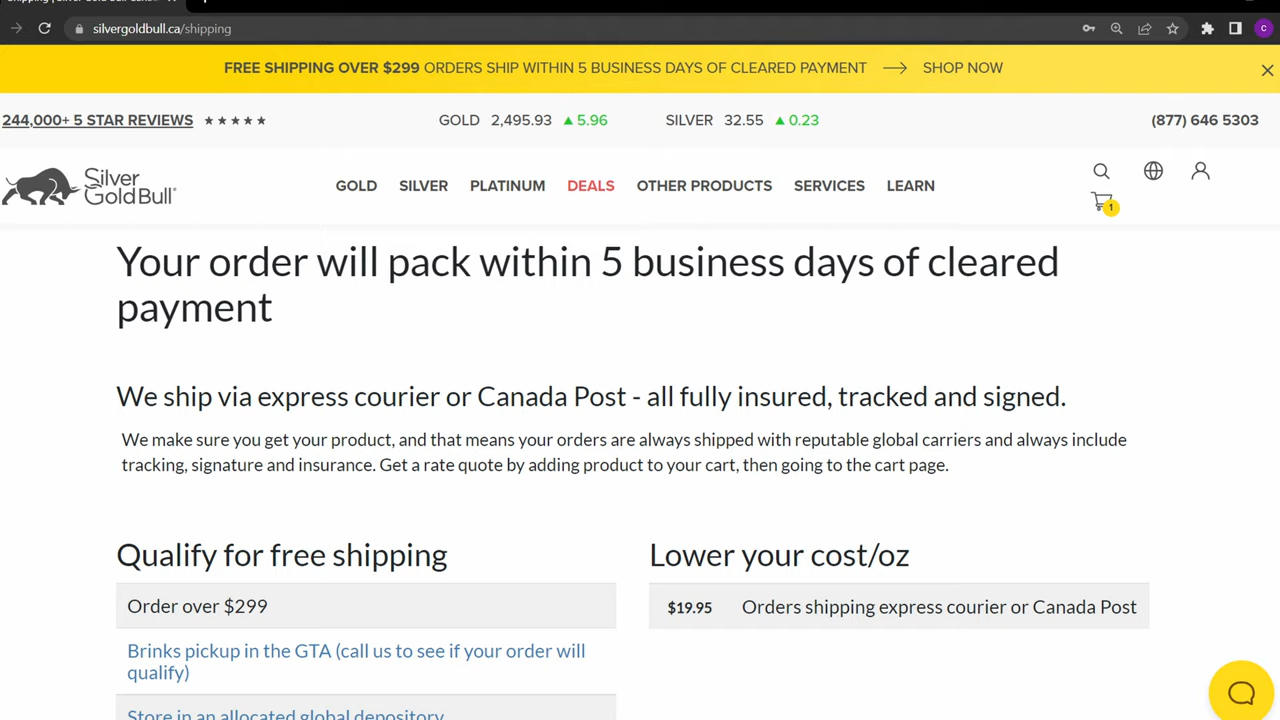 silvergoldbull.ca/shipping
C
FREE SHIPPING OVER $299 ORDERS SHIP WITHIN 5 BUSINESS DAYS OF CLEARED PAYMENT → SHOP NOW
244,000+ 5 STAR REVIEWS ★★★★★ GOLD 2,495.93 ▲ 5.96 SILVER 32.55 ▲ 0.23 (877) 646 5303
Silver
Gold Bull®
GOLD SILVER PLATINUM DEALS OTHER PRODUCTS SERVICES LEARN
1
Your order will pack within 5 business days of cleared
payment
We ship via express courier or Canada Post - all fully insured, tracked and signed.
We make sure you get your product, and that means your orders are always shipped with reputable global carriers and always include
tracking, signature and insurance. Get a rate quote by adding product to your cart, then going to the cart page.
Qualify for free shipping
Order over $299
Brinks pickup in the GTA (call us to see if your order will
qualify)
Store in an allocated global depository
Lower your cost/oz
$19.95 Orders shipping express courier or Canada Post